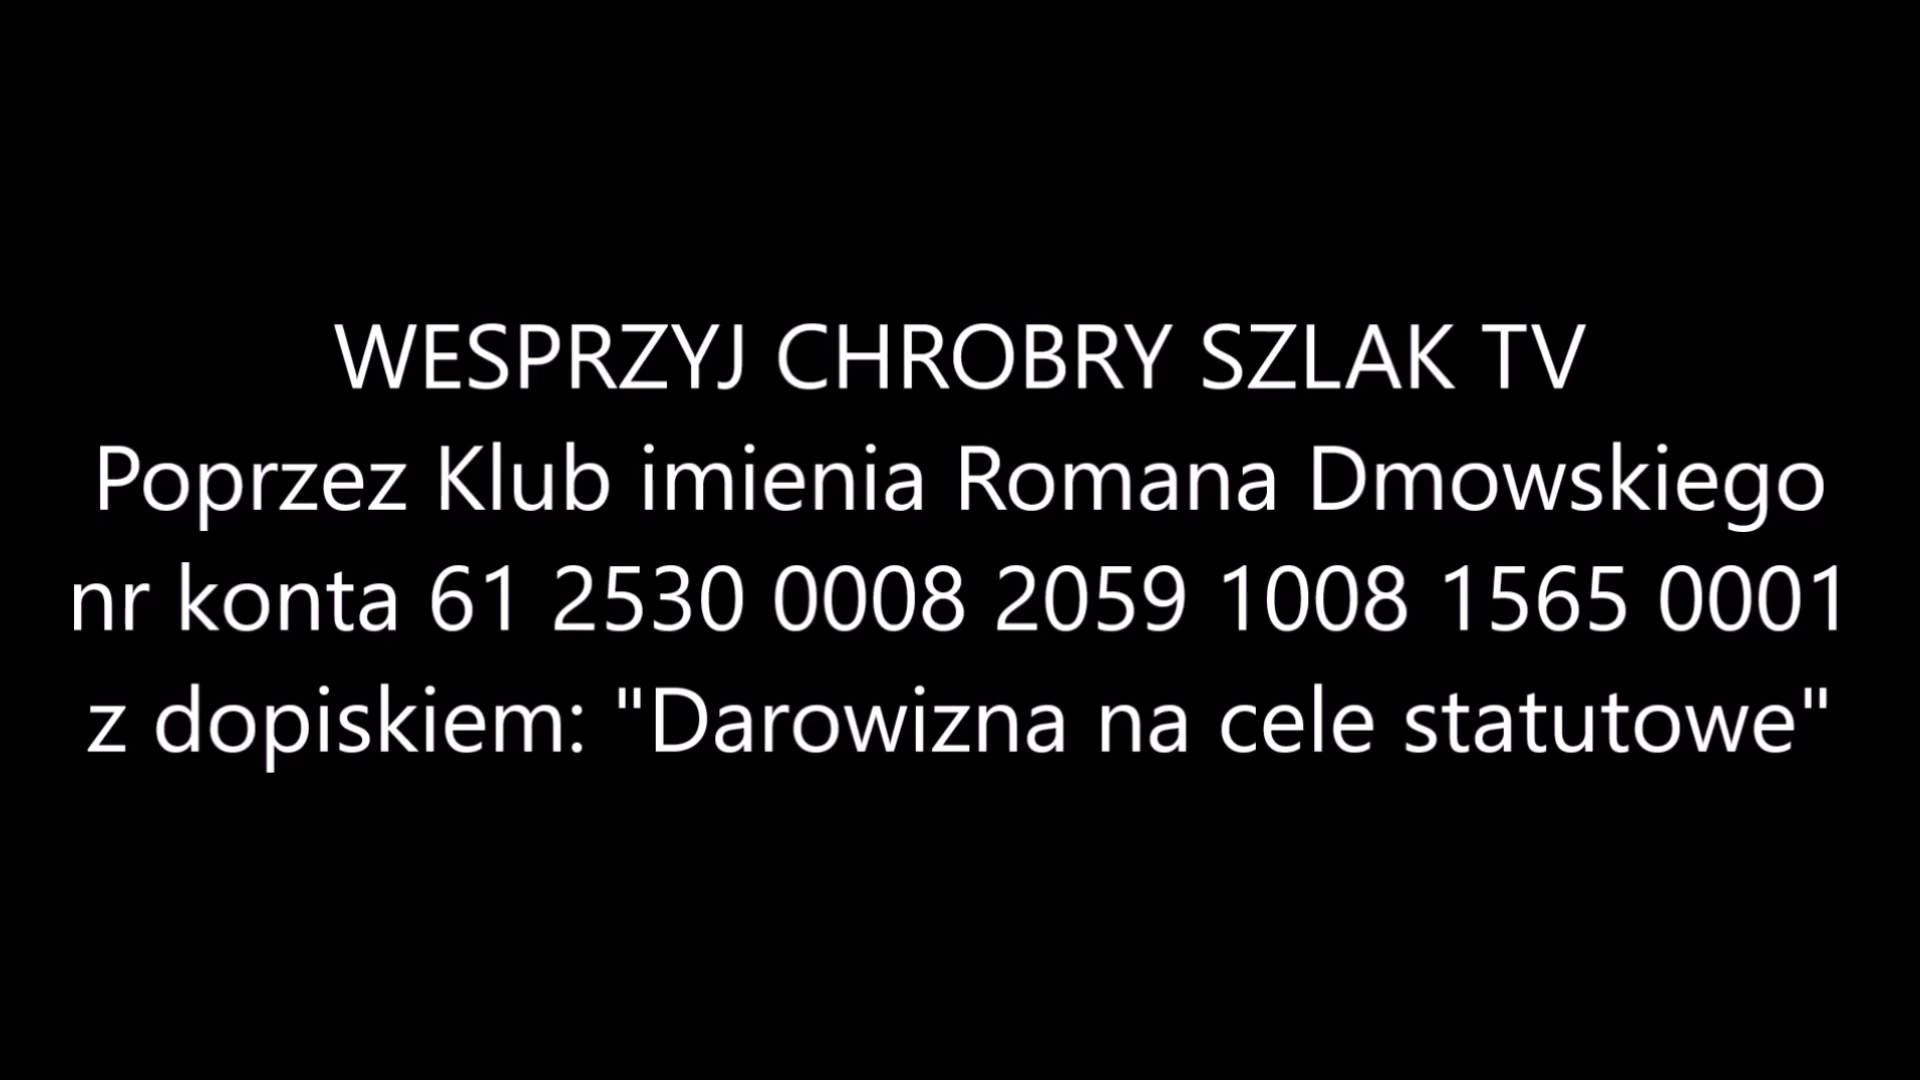 WESPRZYJ CHROBRY SZLAK TV
Poprzez Klub imienia Romana Dmowskiego
nr konta 61 2530 0008 2059 1008 1565 0001
z dopiskiem: "Darowizna na cele statutowe"